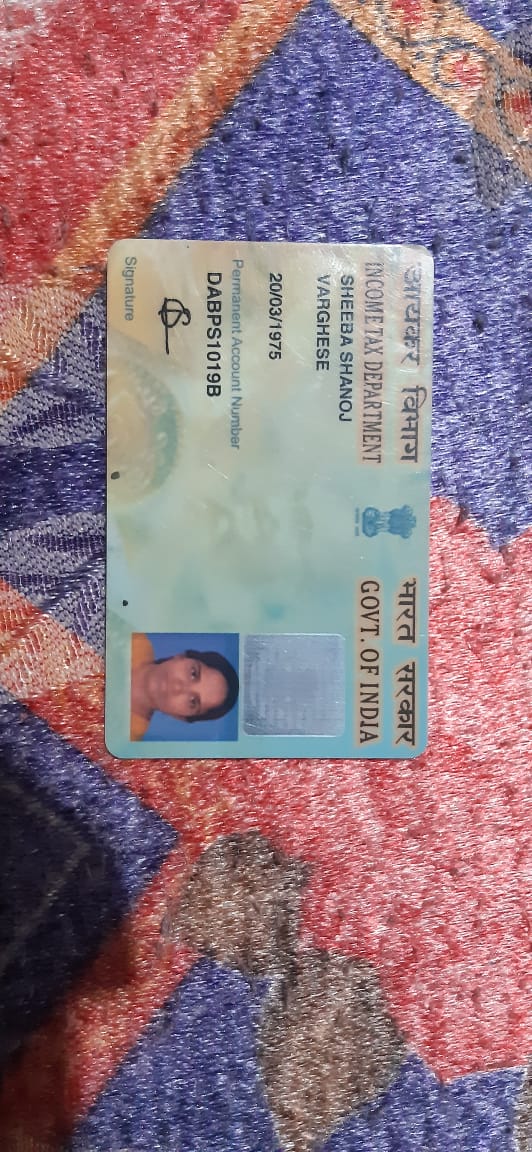 आयकर विभाग
INCOME TAX DEPARTMENT
भारत सरकार
GOVT. OF INDIA
SHEEBA SHANOJ
VARGHESE
20/03/1975
Permanent Account Number
DABPS1019B
Signature